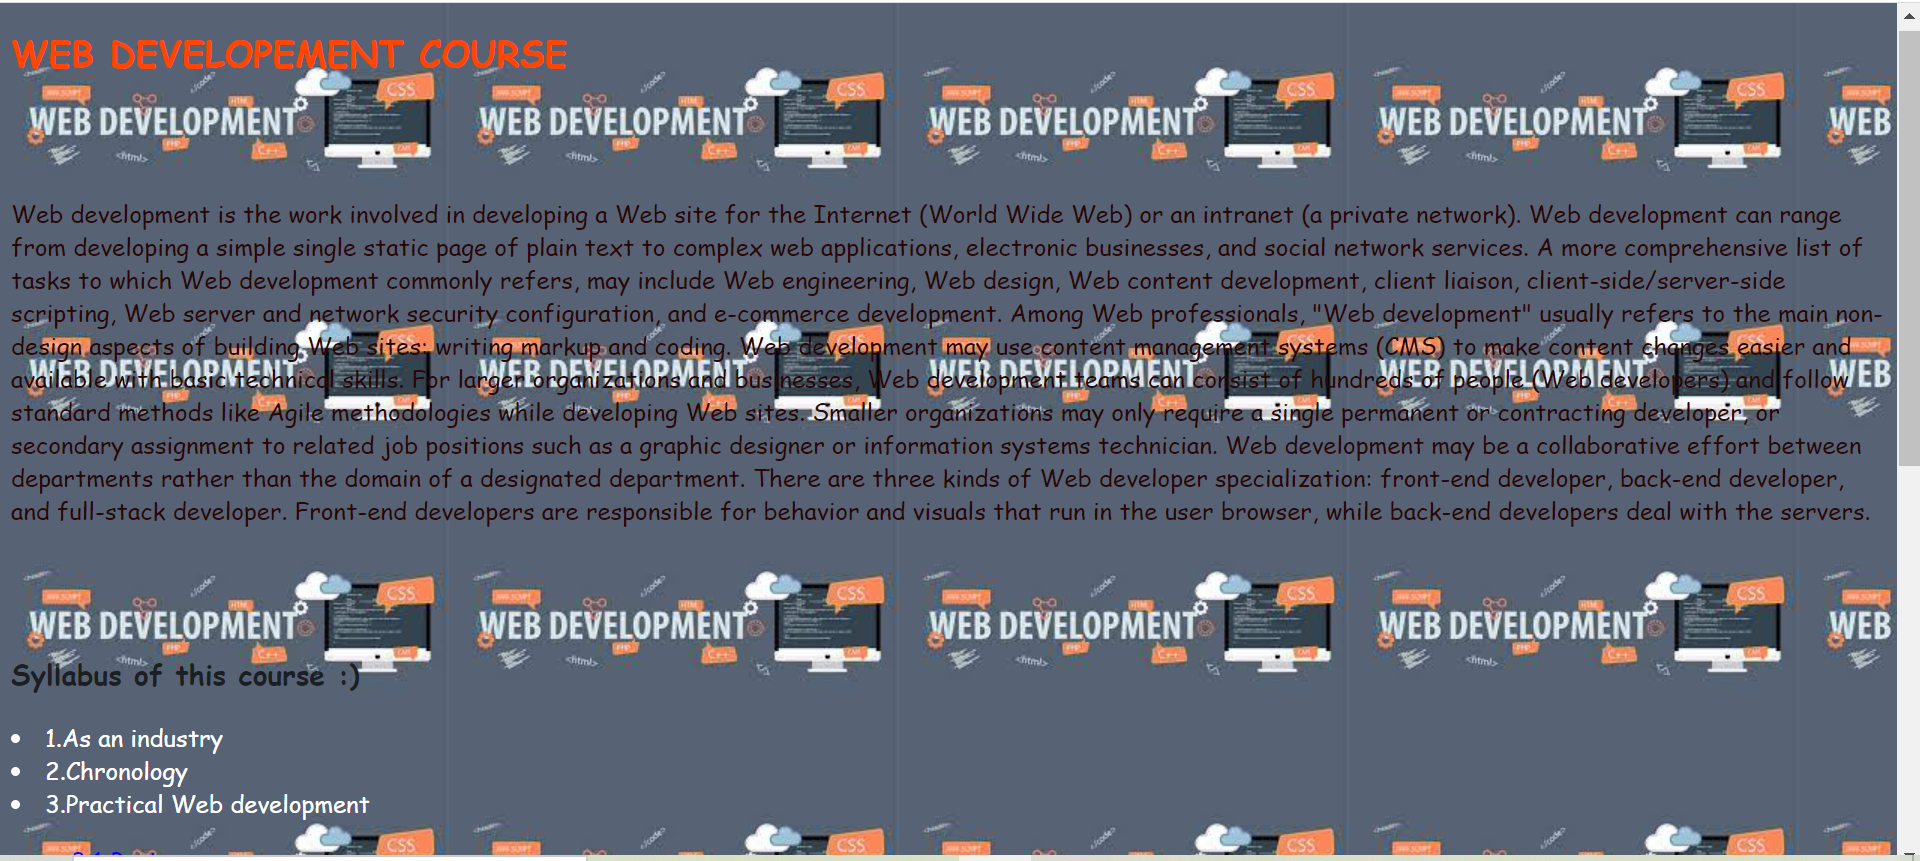 WEB DEVELOPEMENT COURSE
JAVA SCRIPT HTML </code> CSS
WEB DEVELOPMENT
PHP <html> C++
Web development is the work involved in developing a Web site for the Internet (World Wide Web) or an intranet (a private network). Web development can range
from developing a simple single static page of plain text to complex web applications, electronic businesses, and social network services. A more comprehensive list of
tasks to which Web development commonly refers, may include Web engineering, Web design, Web content development, client liaison, client-side/server-side
scripting, Web server and network security configuration, and e-commerce development. Among Web professionals, "Web development" usually refers to the main non-
design aspects of building Web sites: writing markup and coding. Web development may use content management systems (CMS) to make content changes easier and
available with basic technical skills. For larger organizations and businesses, Web development teams can consist of hundreds of people (Web developers) and follow
standard methods like Agile methodologies while developing Web sites. Smaller organizations may only require a single permanent or contracting developer, or
secondary assignment to related job positions such as a graphic designer or information systems technician. Web development may be a collaborative effort between
departments rather than the domain of a designated department. There are three kinds of Web developer specialization: front-end developer, back-end developer,
and full-stack developer. Front-end developers are responsible for behavior and visuals that run in the user browser, while back-end developers deal with the servers.
Syllabus of this course :)
1.As an industry
2.Chronology
3.Practical Web development